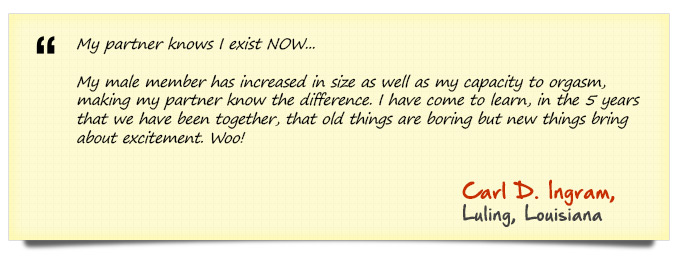 “
My partner knows I exist NOW...
My male member has increased in size as well as my capacity to orgasm,
making my partner know the difference. I have come to learn, in the 5 years
that we have been together, that old things are boring but new things bring
about excitement. Woo!
Carl D. Ingram,
Luling, Louisiana